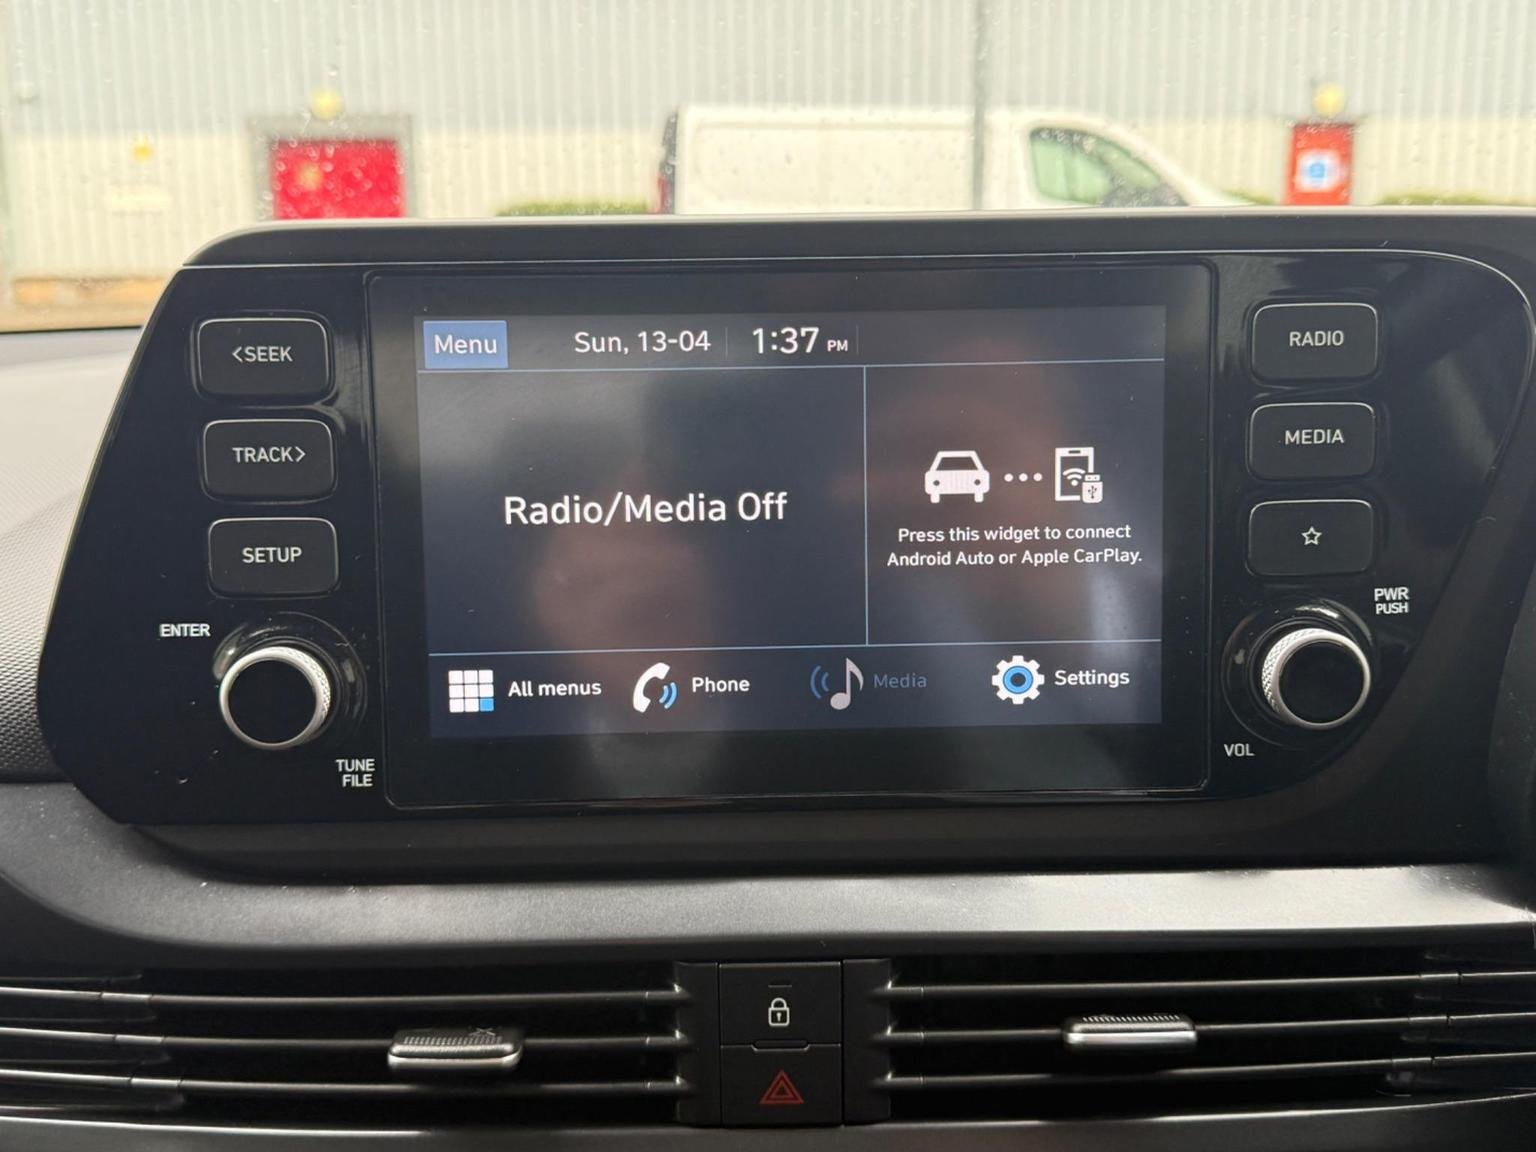 <SEEK
TRACK>
SETUP
ENTER
TUNE
FILE
Menu
Sun, 13-04
1:37 PM
Radio/Media Off
Press this widget to connect
Android Auto or Apple CarPlay.
All menus
Phone
Media
Settings
RADIO
MEDIA
PWR
PUSH
VOL